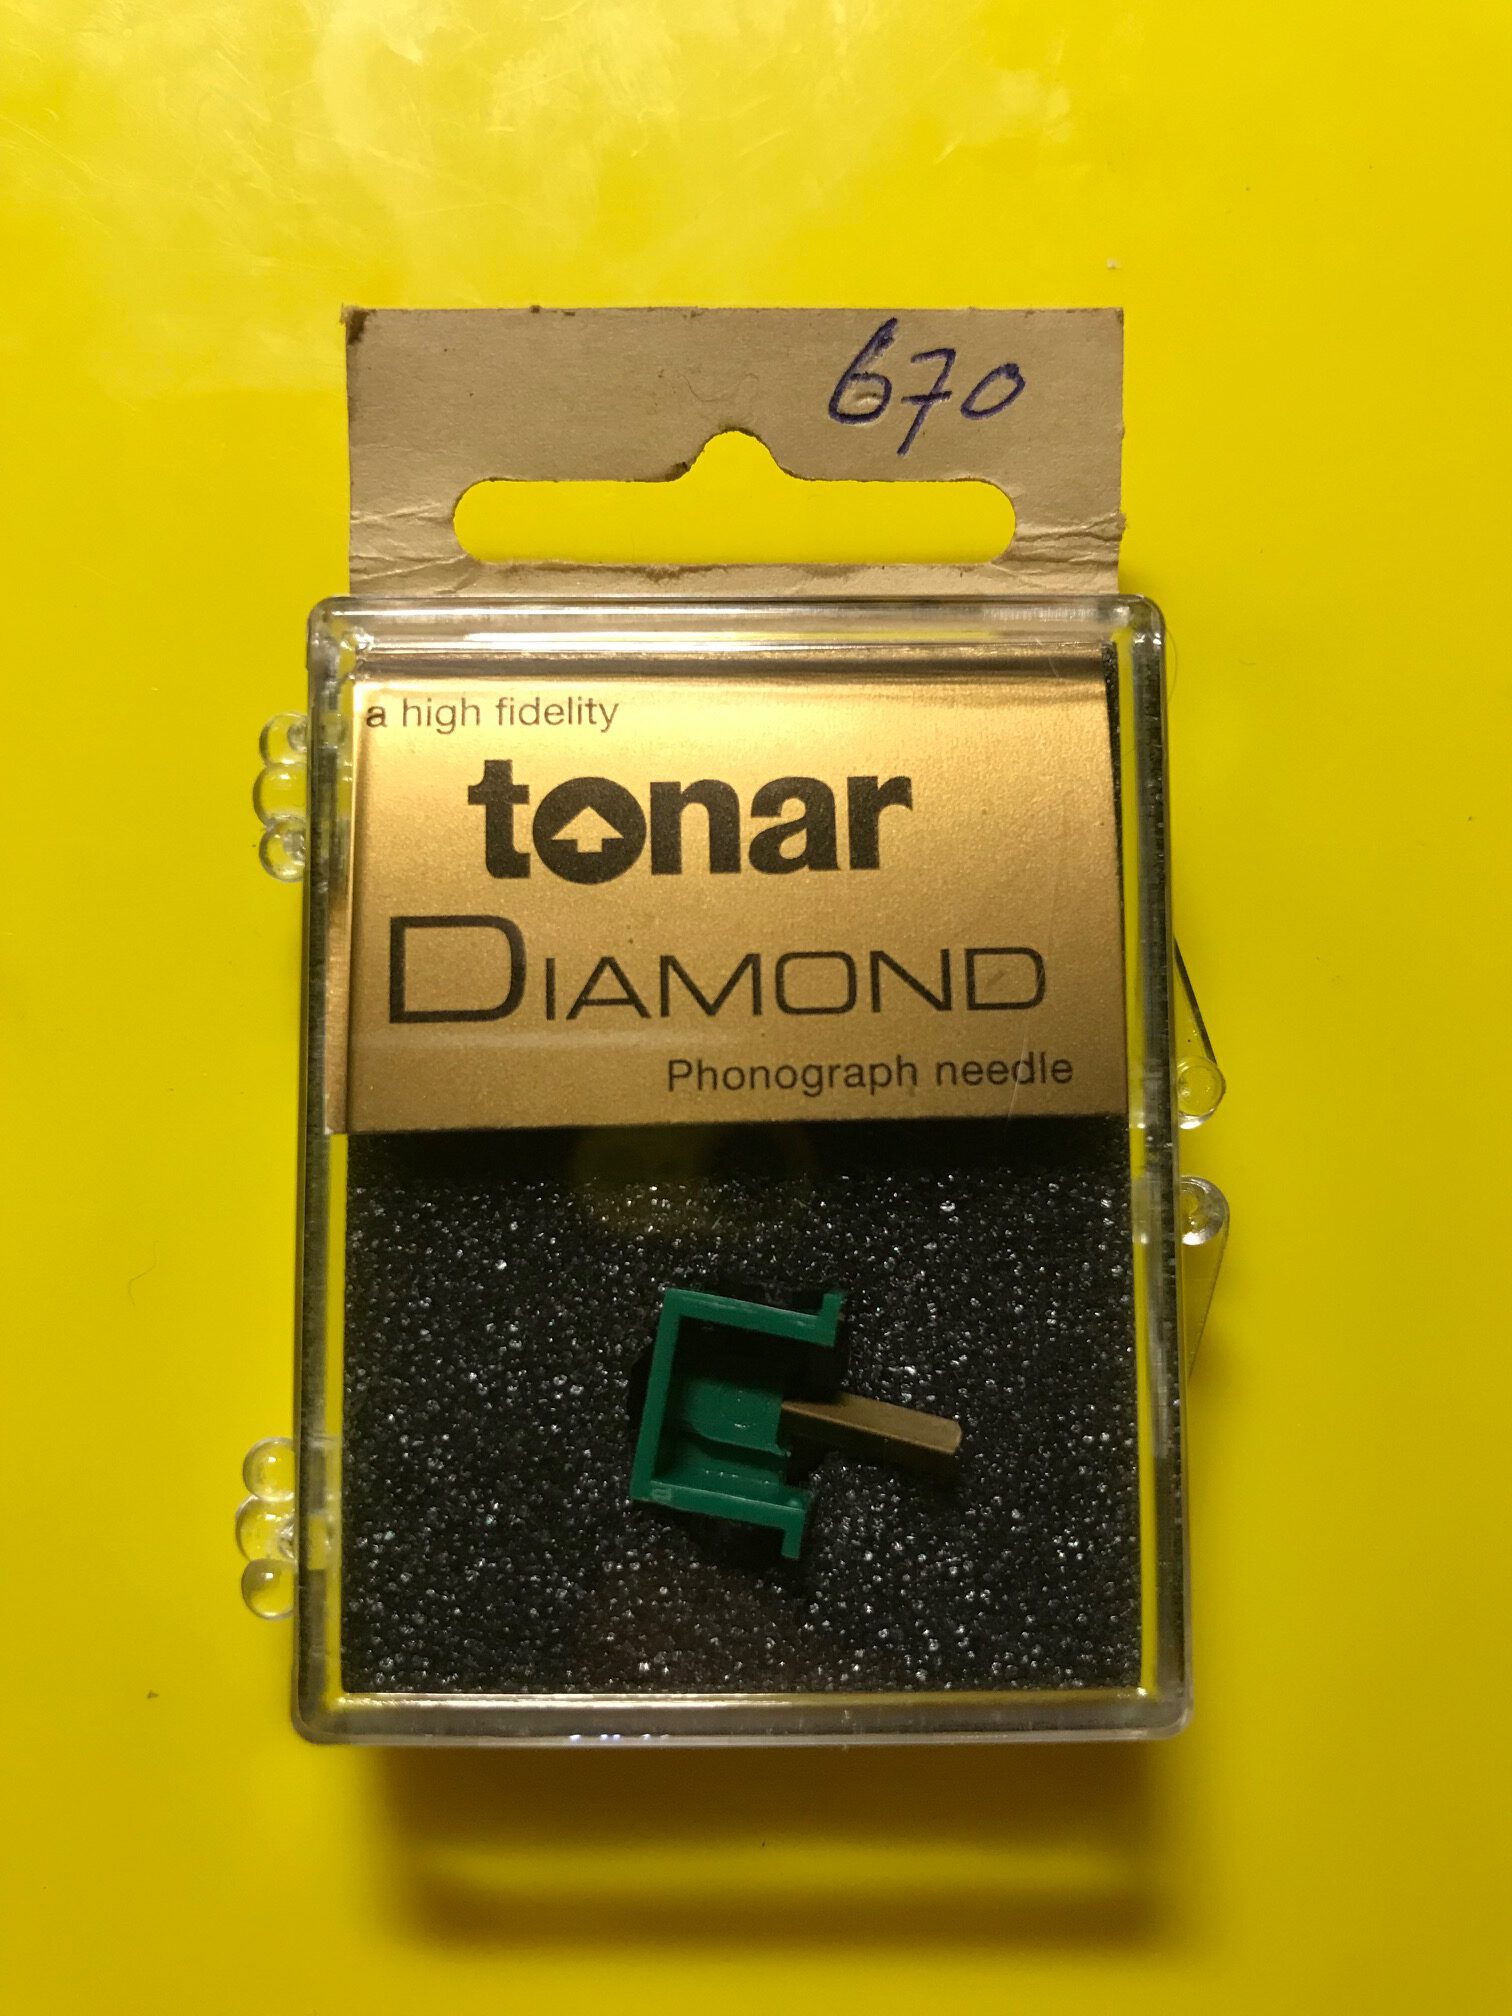 670
a high fidelity
tonar
DIAMOND
Phonograph needle